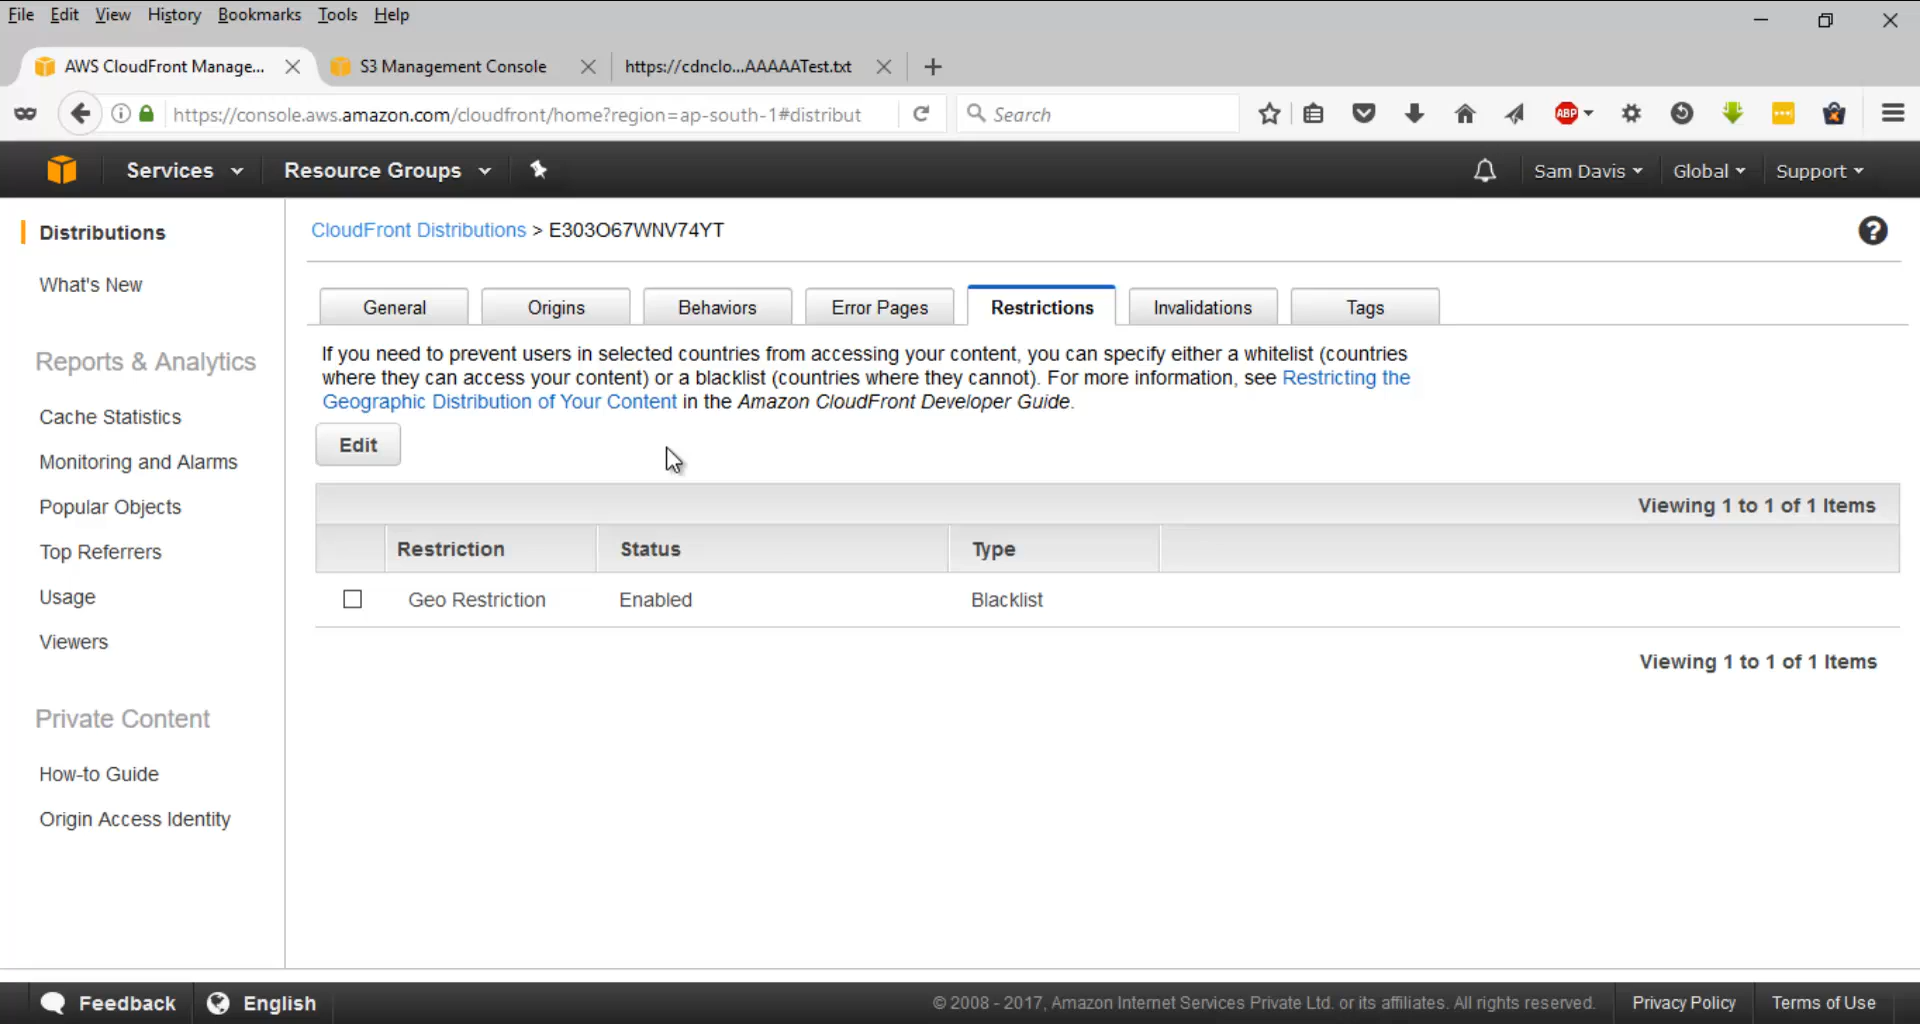 File Edit View History Bookmarks Tools Help
AWS CloudFront Manage... S3 Management Console https://cdnclo...AAAAATest.txt
https://console.aws.amazon.com/cloudfront/home?region=ap-south-1#distribut Search ABP
Services Resource Groups Sam Davis Global Support
Distributions
What's New
Reports & Analytics
Cache Statistics
Monitoring and Alarms
Popular Objects
Top Referrers
Usage
Viewers
Private Content
How-to Guide
Origin Access Identity
CloudFront Distributions > E303O67WNV74YT
General Origins Behaviors Error Pages Restrictions Invalidations Tags
If you need to prevent users in selected countries from accessing your content, you can specify either a whitelist (countries
where they can access your content) or a blacklist (countries where they cannot). For more information, see Restricting the
Geographic Distribution of Your Content in the Amazon CloudFront Developer Guide.
Edit
Viewing 1 to 1 of 1 Items
Restriction Status Type
Geo Restriction Enabled Blacklist
Viewing 1 to 1 of 1 Items
Feedback English © 2008 - 2017, Amazon Internet Services Private Ltd. or its affiliates. All rights reserved. Privacy Policy Terms of Use